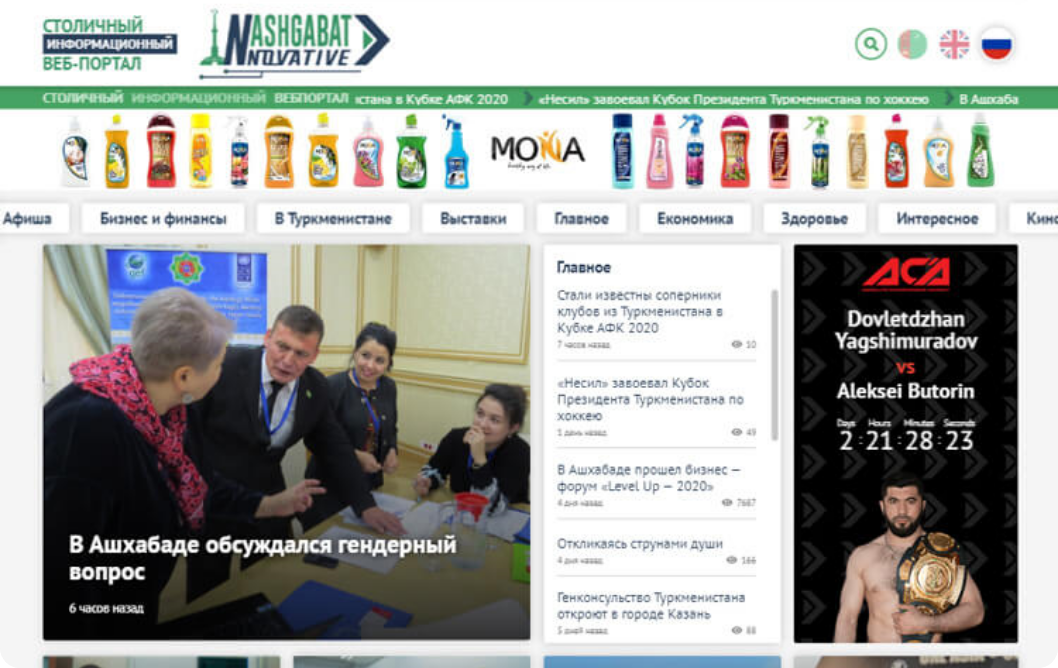 СТОЛИЧНЫЙ
ИНФОРМАЦИОННЫЙ
ВЕБ-ПОРТАЛ
NASHGABAT
NNOVATIVE
СТОЛИЧНЫЙ ИНФОРМАЦИОННЫЙ ВЕБПОРТАЛ
стана в Кубке АФК 2020
«Несил» завоевал Кубок Президента Туркменистана по хоккею
В Ашхаба
Афиша
Бизнес и финансы
В Туркменистане
Выставки
Главное
Економика
Здоровье
Интересное
Кино
gef
В Ашхабаде обсуждался гендерный
вопрос
6 часов назад
Главное
Стали известны соперники
клубов из Туркменистана в
Кубке АФК 2020
7 часов назад
10
«Несил» завоевал Кубок
Президента Туркменистана по
хоккею
1 день назад
49
В Ашхабаде прошел бизнес —
форум «Level Up — 2020»
4 дня назад
7687
Откликаясь струнами души
4 дня назад
166
Генконсульство Туркменистана
откроют в городе Казань
5 дней назад
88
ACA
Dovletdzhan
Yagshimuradov
vs
Aleksei Butorin
Days Hours Minutes Seconds
2 : 21 : 28 : 23